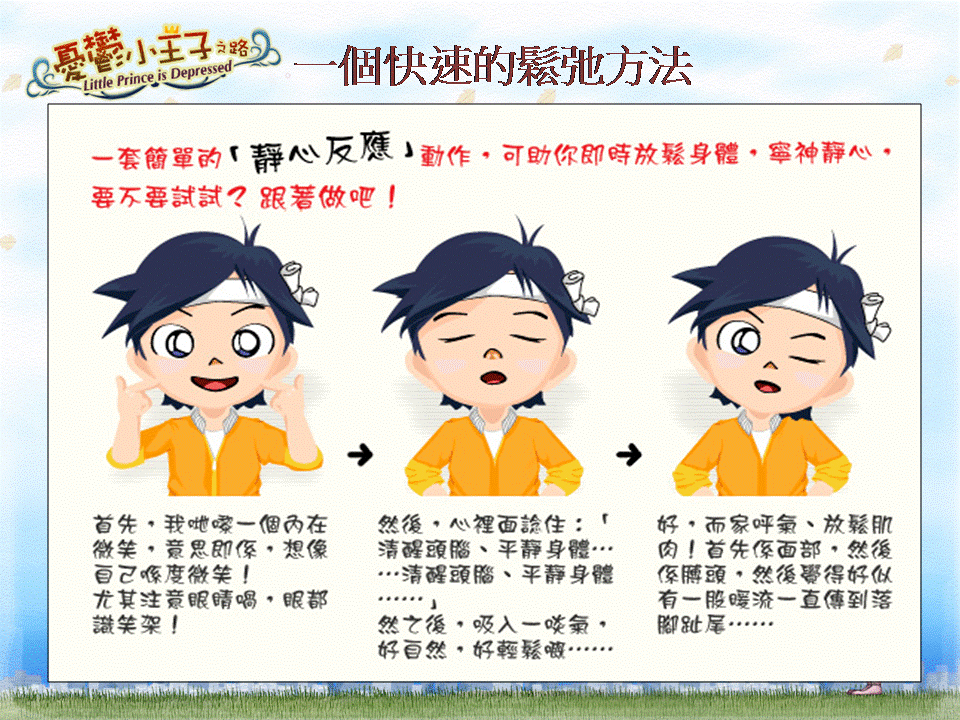 憂鬱小王子之路
Little Prince is Depressed
一個快速的鬆弛方法
一套簡單的「靜心反應」動作，可助你即時放鬆身體，寧神靜心，
要不要試試？跟著做吧！
首先，我哋嚟一個內在
微笑，意思即係，想像
自己喺度微笑！
尤其注意眼睛喎，眼都
識笑架！
然後，心裡面諗住：「
清醒頭腦、平靜身體…
…清醒頭腦、平靜身體
……」
然之後，吸入一啖氣，
好自然，好輕鬆嘅……
好，而家呼氣、放鬆肌
肉！首先係面部，然後
係膊頭，然後覺得好似
有一股暖流一直傳到落
腳趾尾……